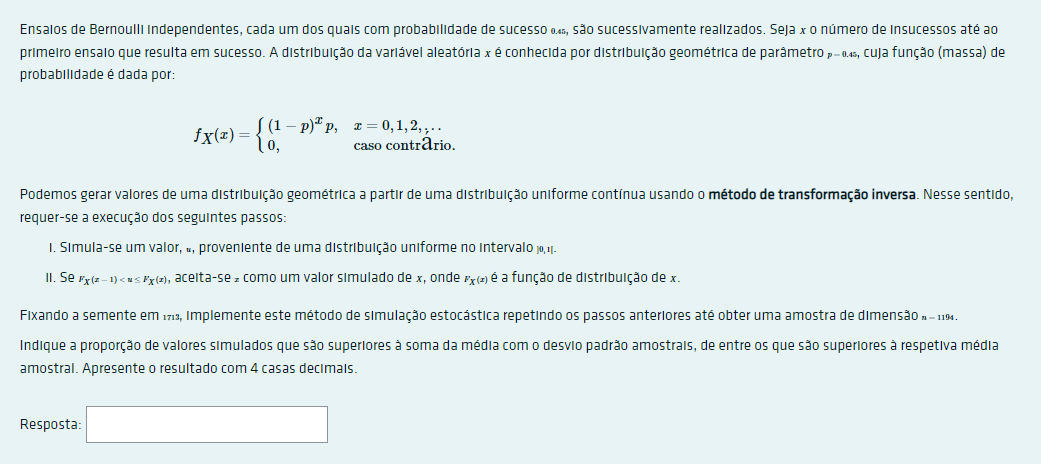 Ensaios de Bernoulli independentes, cada um dos quais com probabilidade de sucesso 0.45, são sucessivamente realizados. Seja X o número de insucessos até ao
primeiro ensaio que resulta em sucesso. A distribuição da variável aleatória X é conhecida por distribuição geométrica de parâmetro p = 0.45, cuja função (massa) de
probabilidade é dada por:
f_X(x) = { (1 − p)^x p, x = 0, 1, 2, . . .
0, caso contrário.
Podemos gerar valores de uma distribuição geométrica a partir de uma distribuição uniforme contínua usando o método de transformação inversa. Nesse sentido,
requer-se a execução dos seguintes passos:
I. Simula-se um valor, u, proveniente de uma distribuição uniforme no intervalo ]0,1[.
II. Se F_X(x − 1) < u ≤ F_X(x), aceita-se x como um valor simulado de X, onde F_X(x) é a função de distribuição de X.
Fixando a semente em 1713, implemente este método de simulação estocástica repetindo os passos anteriores até obter uma amostra de dimensão n = 1194.
Indique a proporção de valores simulados que são superiores à soma da média com o desvio padrão amostrais, de entre os que são superiores à respetiva média
amostral. Apresente o resultado com 4 casas decimais.
Resposta: